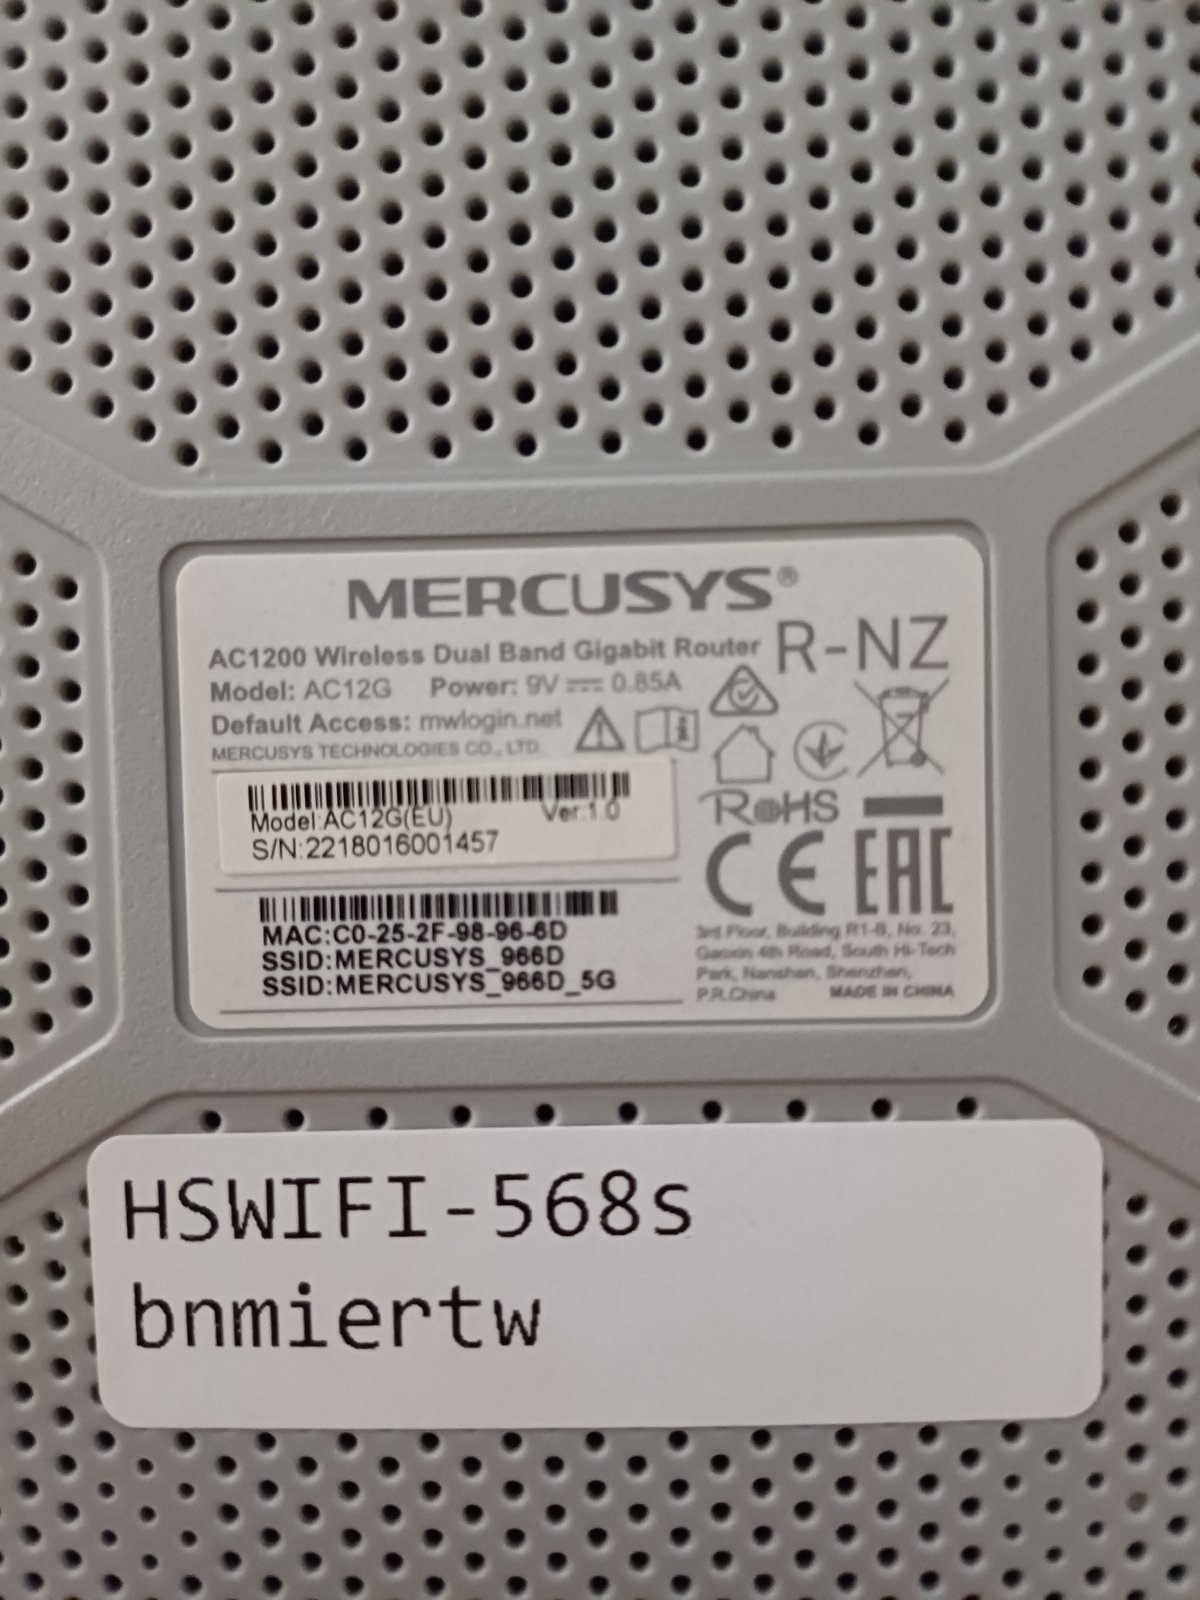 MERCUSYS®
AC1200 Wireless Dual Band Gigabit Router
R-NZ
Model: AC12G Power: 9V ⎓ 0.85A
Default Access: mwlogin.net
MERCUSYS TECHNOLOGIES CO., LTD.
Model:AC12G(EU) Ver:1.0
S/N:2218016001457
RoHS
CE EAC
MAC:C0-25-2F-98-96-6D
SSID:MERCUSYS_966D
SSID:MERCUSYS_966D_5G
3rd Floor, Building R1-B, No. 23,
Gaoxin 4th Road, South Hi-Tech
Park, Nanshan, Shenzhen,
P.R.China MADE IN CHINA
HSWIFI-568s
bnmiertw